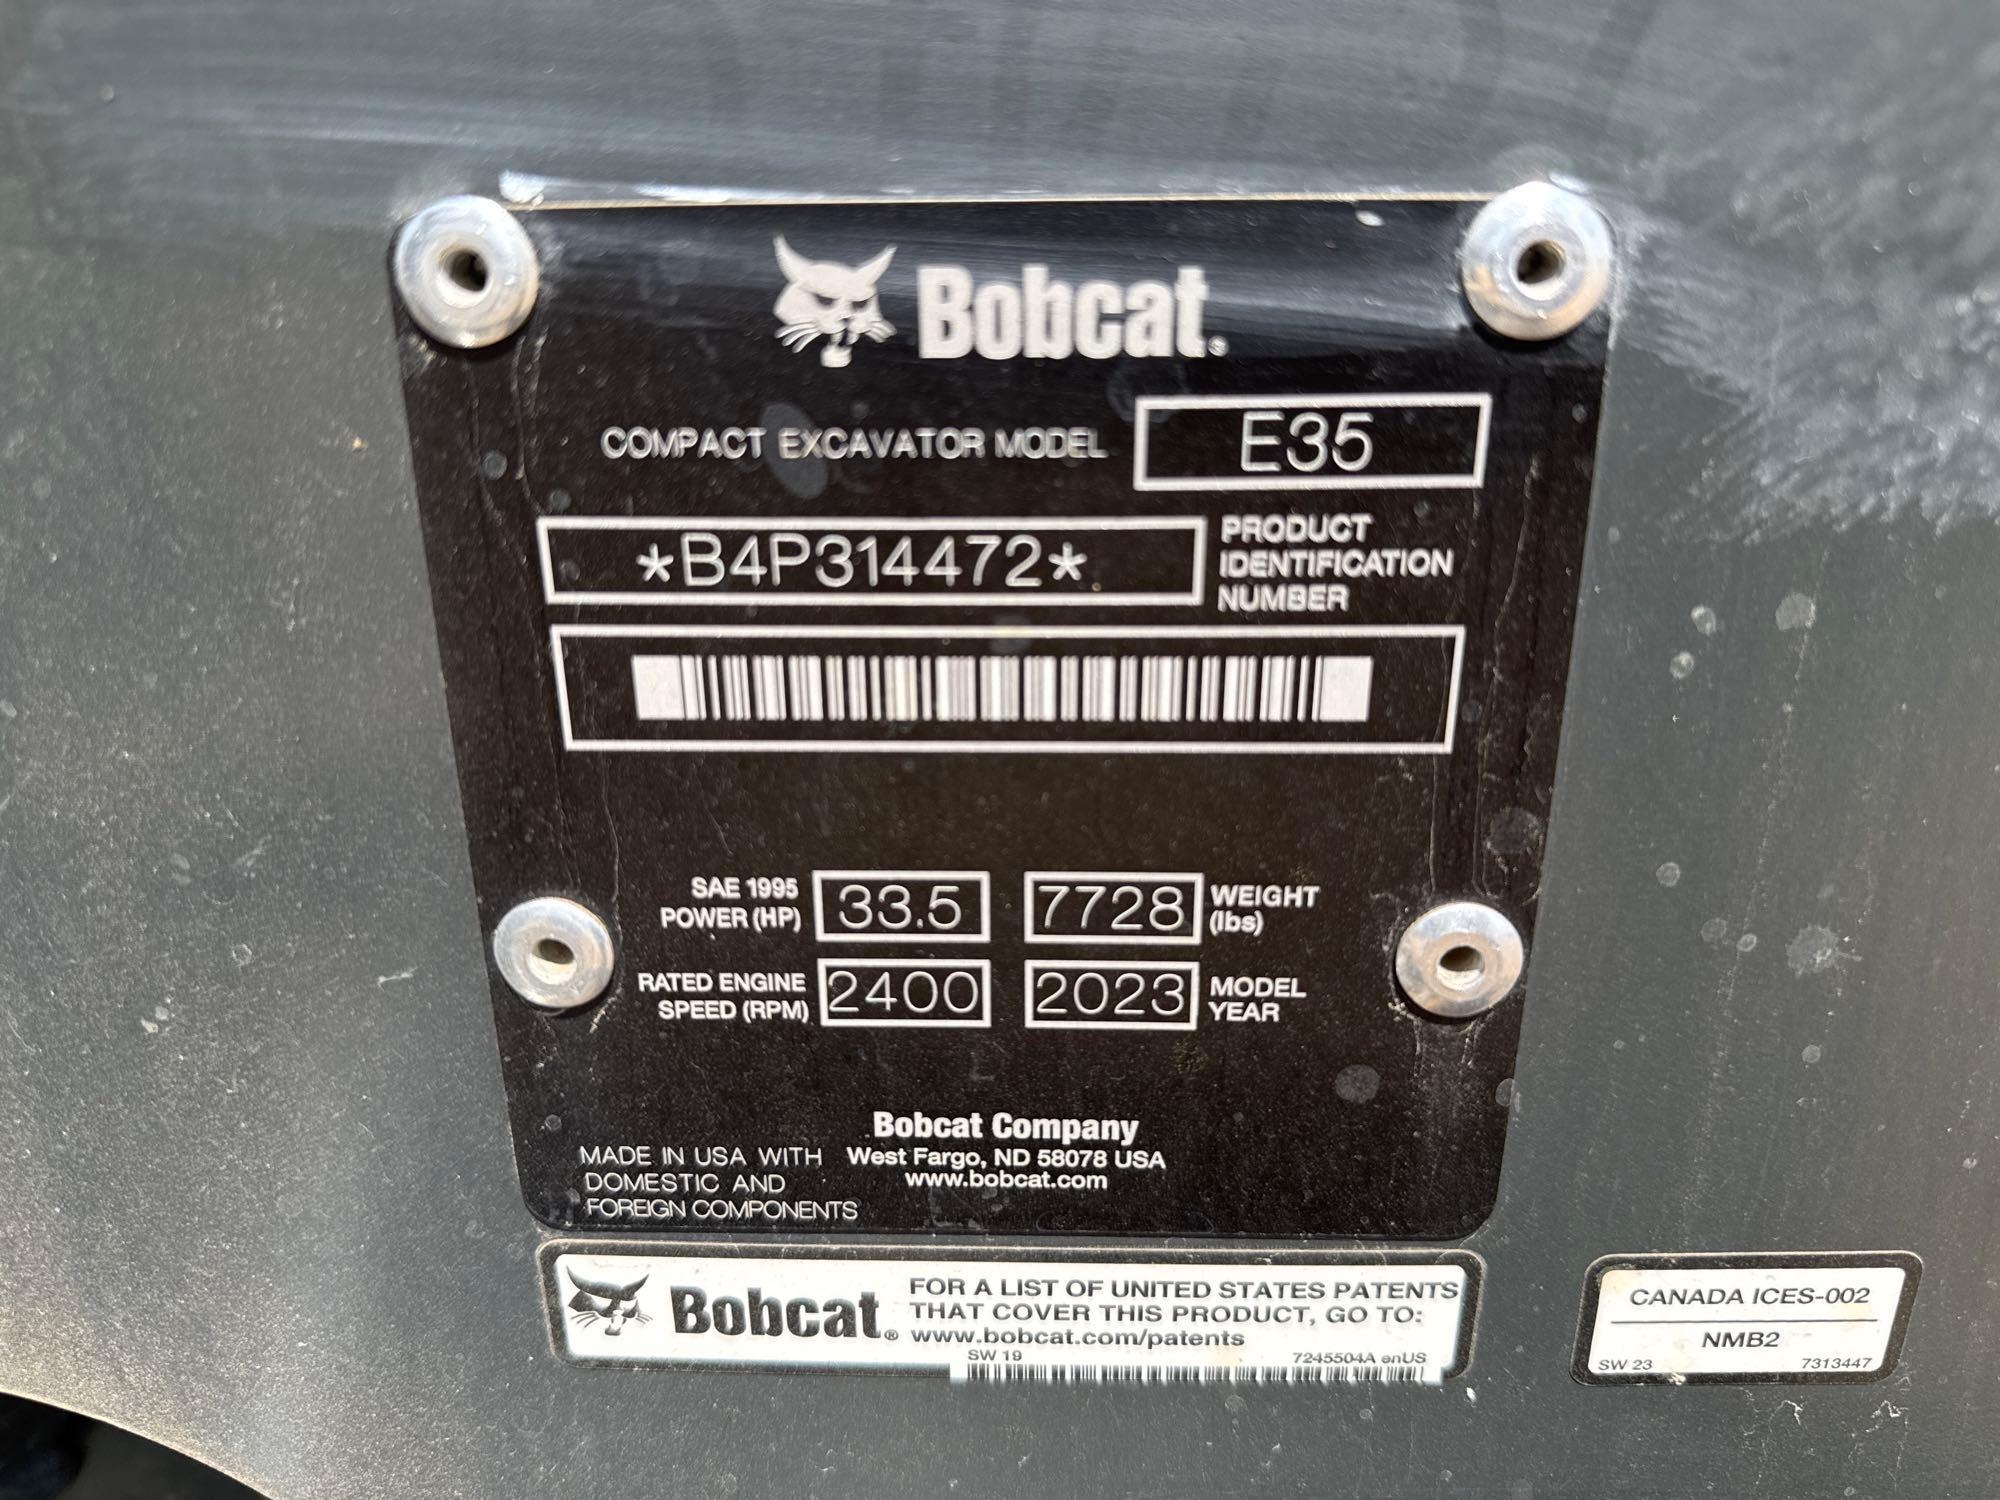 Bobcat®
COMPACT EXCAVATOR MODEL E35
*B4P314472*
PRODUCT
IDENTIFICATION
NUMBER
SAE 1995
POWER (HP) 33.5 7728 WEIGHT
(lbs)
RATED ENGINE
SPEED (RPM) 2400 2023 MODEL
YEAR
Bobcat Company
West Fargo, ND 58078 USA
www.bobcat.com
MADE IN USA WITH
DOMESTIC AND
FOREIGN COMPONENTS
Bobcat®
FOR A LIST OF UNITED STATES PATENTS
THAT COVER THIS PRODUCT, GO TO:
www.bobcat.com/patents
SW 19 7245504A enUS
CANADA ICES-002
NMB2
SW 23 7313447